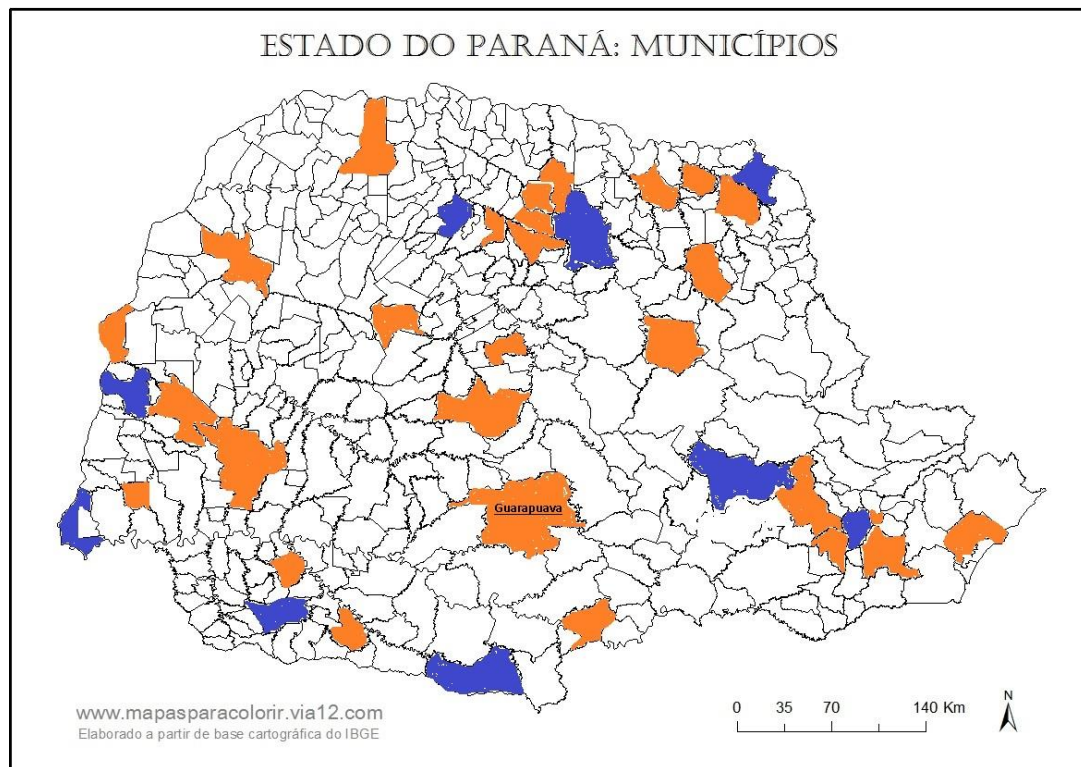 ESTADO DO PARANÁ: MUNICÍPIOS
Guarapuava
www.mapasparacolorir.via12.com
Elaborado a partir de base cartográfica do IBGE
0 35 70 140 Km
N